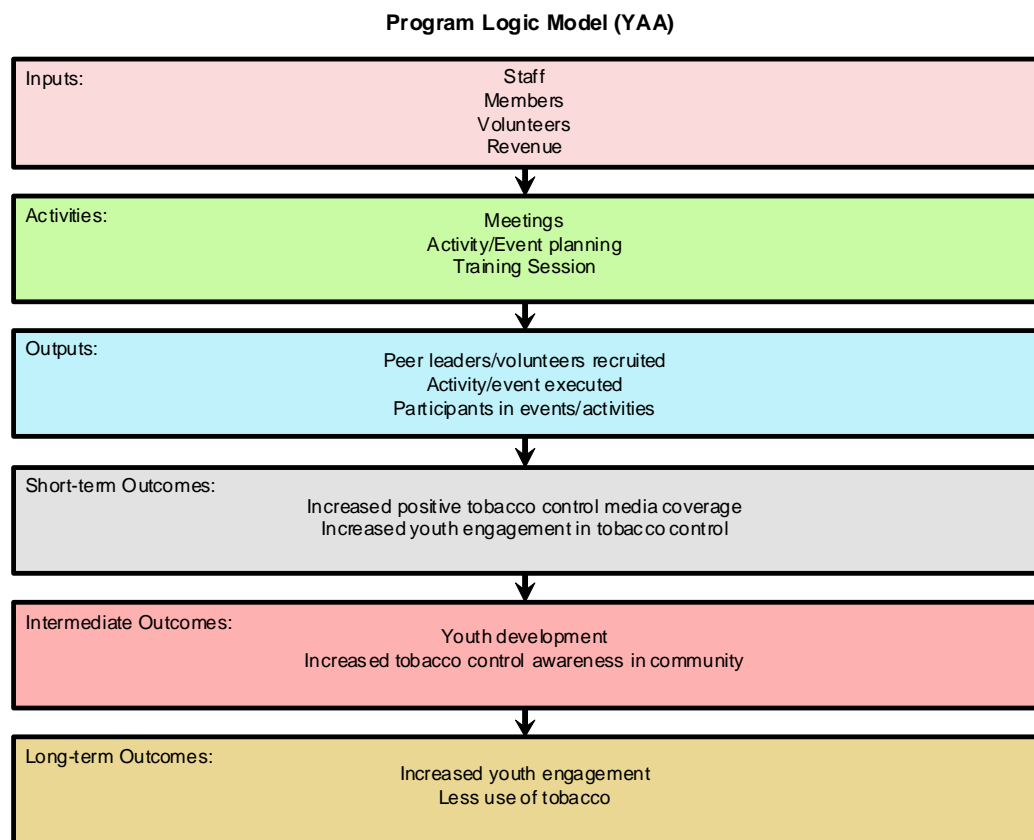 Program Logic Model (YAA)
Inputs:
Staff
Members
Volunteers
Revenue
Activities:
Meetings
Activity/Event planning
Training Session
Outputs:
Peer leaders/volunteers recruited
Activity/event executed
Participants in events/activities
Short-term Outcomes:
Increased positive tobacco control media coverage
Increased youth engagement in tobacco control
Intermediate Outcomes:
Youth development
Increased tobacco control awareness in community
Long-term Outcomes:
Increased youth engagement
Less use of tobacco